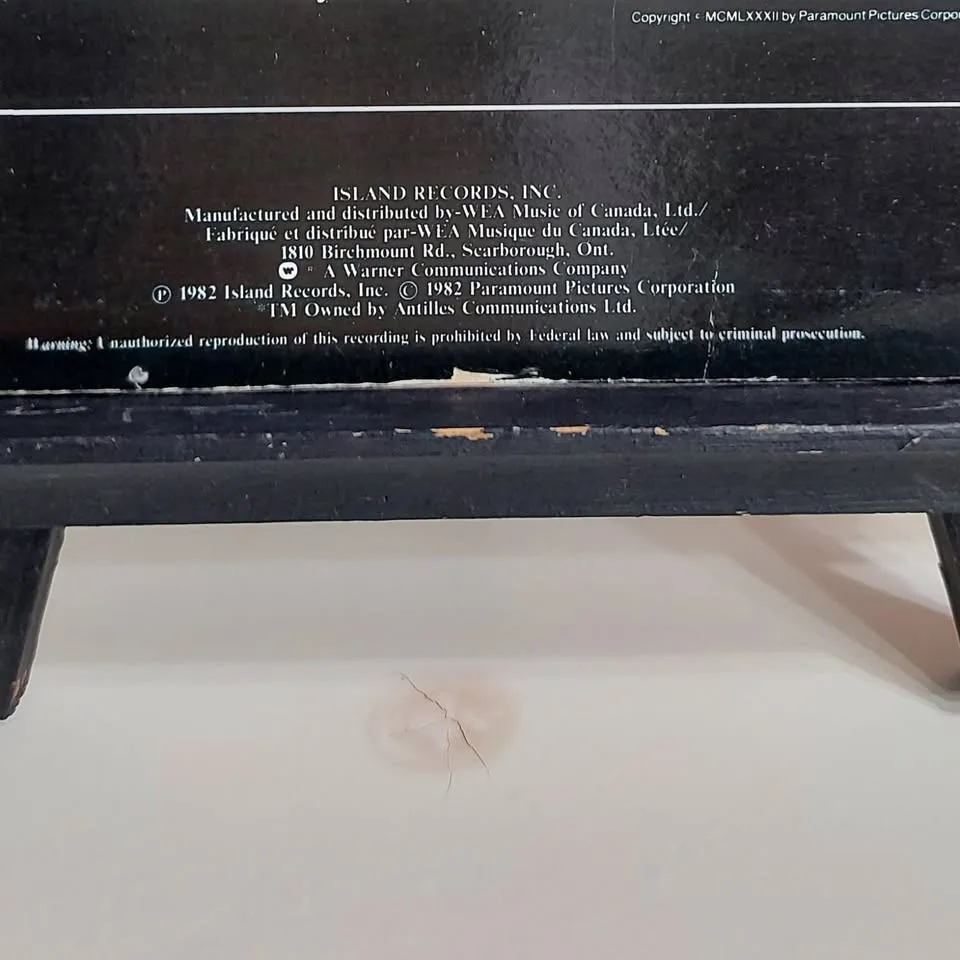 Copyright © MCMLXXXII by Paramount Pictures Corpo
ISLAND RECORDS, INC.
Manufactured and distributed by-WEA Music of Canada, Ltd./
Fabriqué et distribué par-WEA Musique du Canada, Ltée/
1810 Birchmount Rd., Scarborough, Ont.
* A Warner Communications Company
Ⓟ 1982 Island Records, Inc. © 1982 Paramount Pictures Corporation
*TM Owned by Antilles Communications Ltd.
Warning: Unauthorized reproduction of this recording is prohibited by Federal law and subject to criminal prosecution.